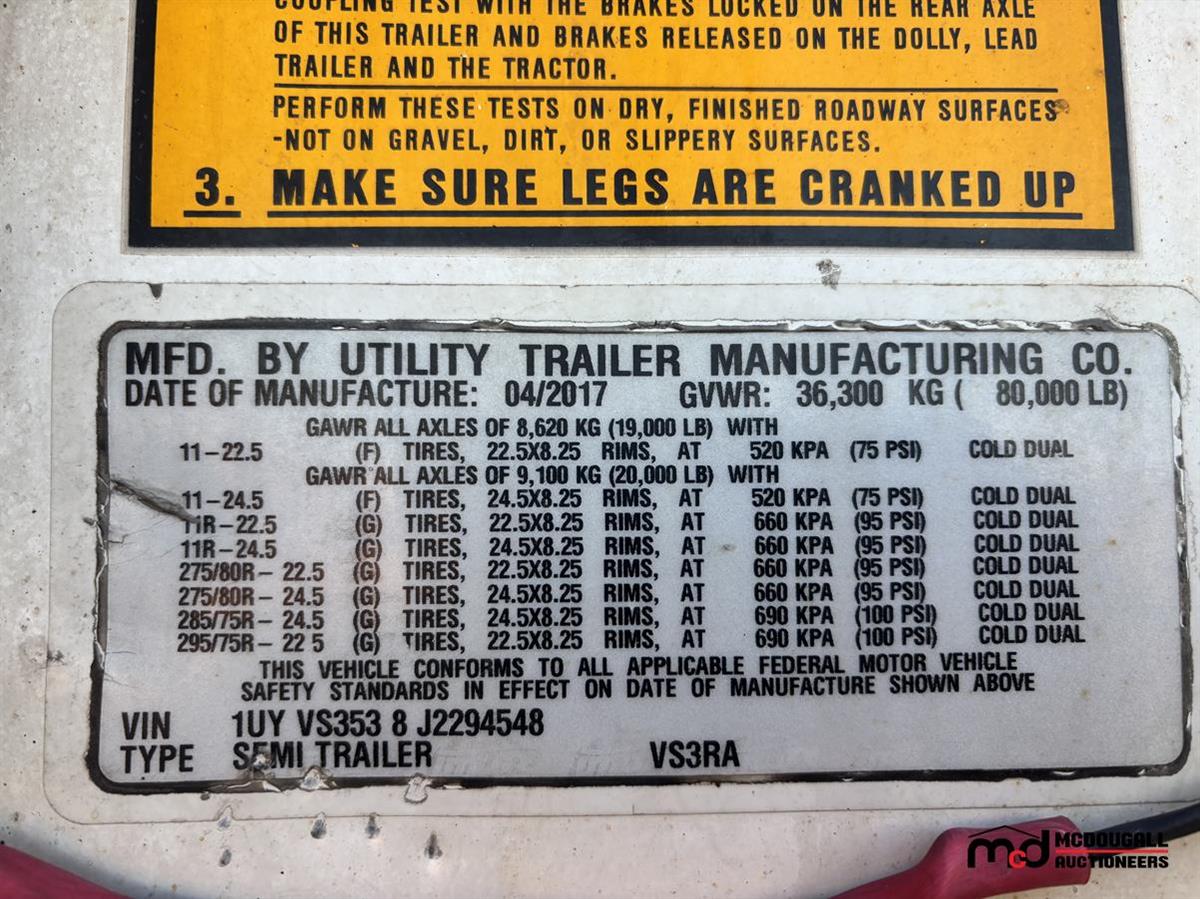 COUPLING TEST WITH THE BRAKES LOCKED ON THE REAR AXLE
OF THIS TRAILER AND BRAKES RELEASED ON THE DOLLY, LEAD
TRAILER AND THE TRACTOR.
PERFORM THESE TESTS ON DRY, FINISHED ROADWAY SURFACES
-NOT ON GRAVEL, DIRT, OR SLIPPERY SURFACES.
3. MAKE SURE LEGS ARE CRANKED UP
MFD. BY UTILITY TRAILER MANUFACTURING CO.
DATE OF MANUFACTURE: 04/2017 GVWR: 36,300 KG ( 80,000 LB)
GAWR ALL AXLES OF 8,620 KG (19,000 LB) WITH
11-22.5 (F) TIRES, 22.5X8.25 RIMS, AT 520 KPA (75 PSI) COLD DUAL
GAWR ALL AXLES OF 9,100 KG (20,000 LB) WITH
11-24.5 (F) TIRES, 24.5X8.25 RIMS, AT 520 KPA (75 PSI) COLD DUAL
11R-22.5 (G) TIRES, 22.5X8.25 RIMS, AT 660 KPA (95 PSI) COLD DUAL
11R-24.5 (G) TIRES, 24.5X8.25 RIMS, AT 660 KPA (95 PSI) COLD DUAL
275/80R- 22.5 (G) TIRES, 22.5X8.25 RIMS, AT 660 KPA (95 PSI) COLD DUAL
275/80R- 24.5 (G) TIRES, 24.5X8.25 RIMS, AT 660 KPA (95 PSI) COLD DUAL
285/75R- 24.5 (G) TIRES, 24.5X8.25 RIMS, AT 690 KPA (100 PSI) COLD DUAL
295/75R- 22 5 (G) TIRES, 22.5X8.25 RIMS, AT 690 KPA (100 PSI) COLD DUAL
THIS VEHICLE CONFORMS TO ALL APPLICABLE FEDERAL MOTOR VEHICLE
SAFETY STANDARDS IN EFFECT ON DATE OF MANUFACTURE SHOWN ABOVE
VIN 1UY VS353 8 J2294548
TYPE SEMI TRAILER VS3RA
mcd MCDOUGALL
AUCTIONEERS